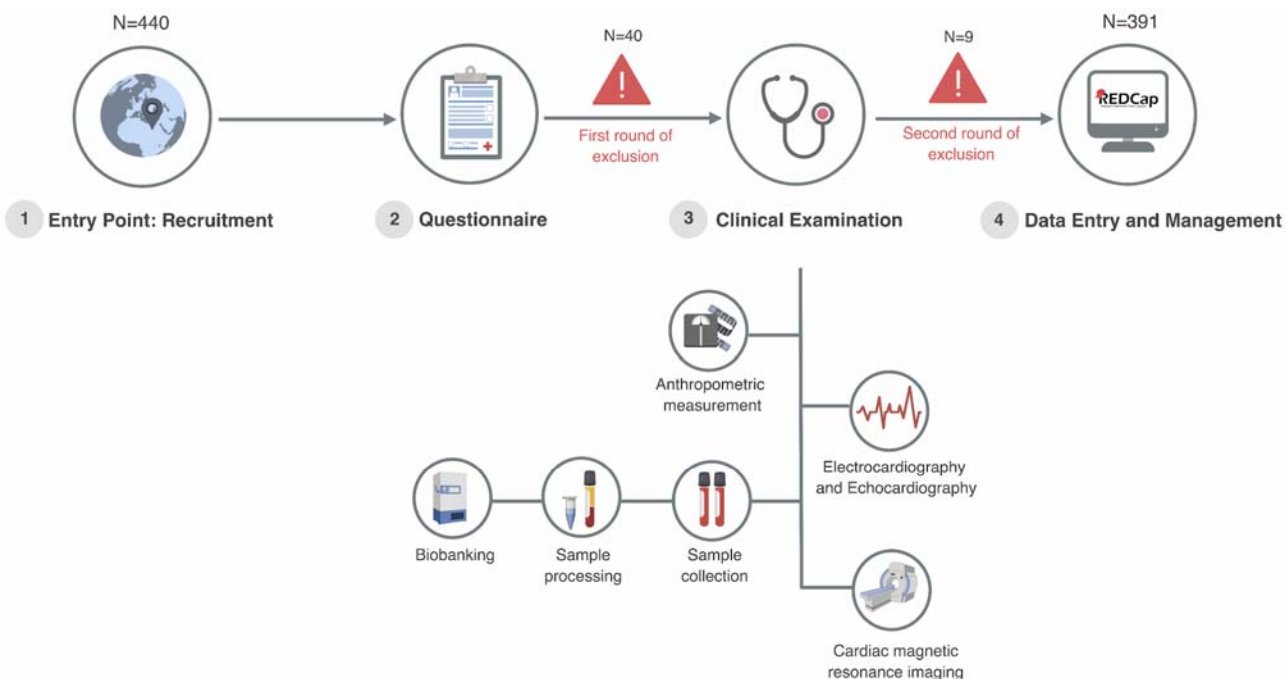 N=440
N=40
N=9
N=391
REDCap
First round of
exclusion
Second round of
exclusion
1 Entry Point: Recruitment
2 Questionnaire
3 Clinical Examination
4 Data Entry and Management
Anthropometric
measurement
Electrocardiography
and Echocardiography
Biobanking
Sample
processing
Sample
collection
Cardiac magnetic
resonance imaging